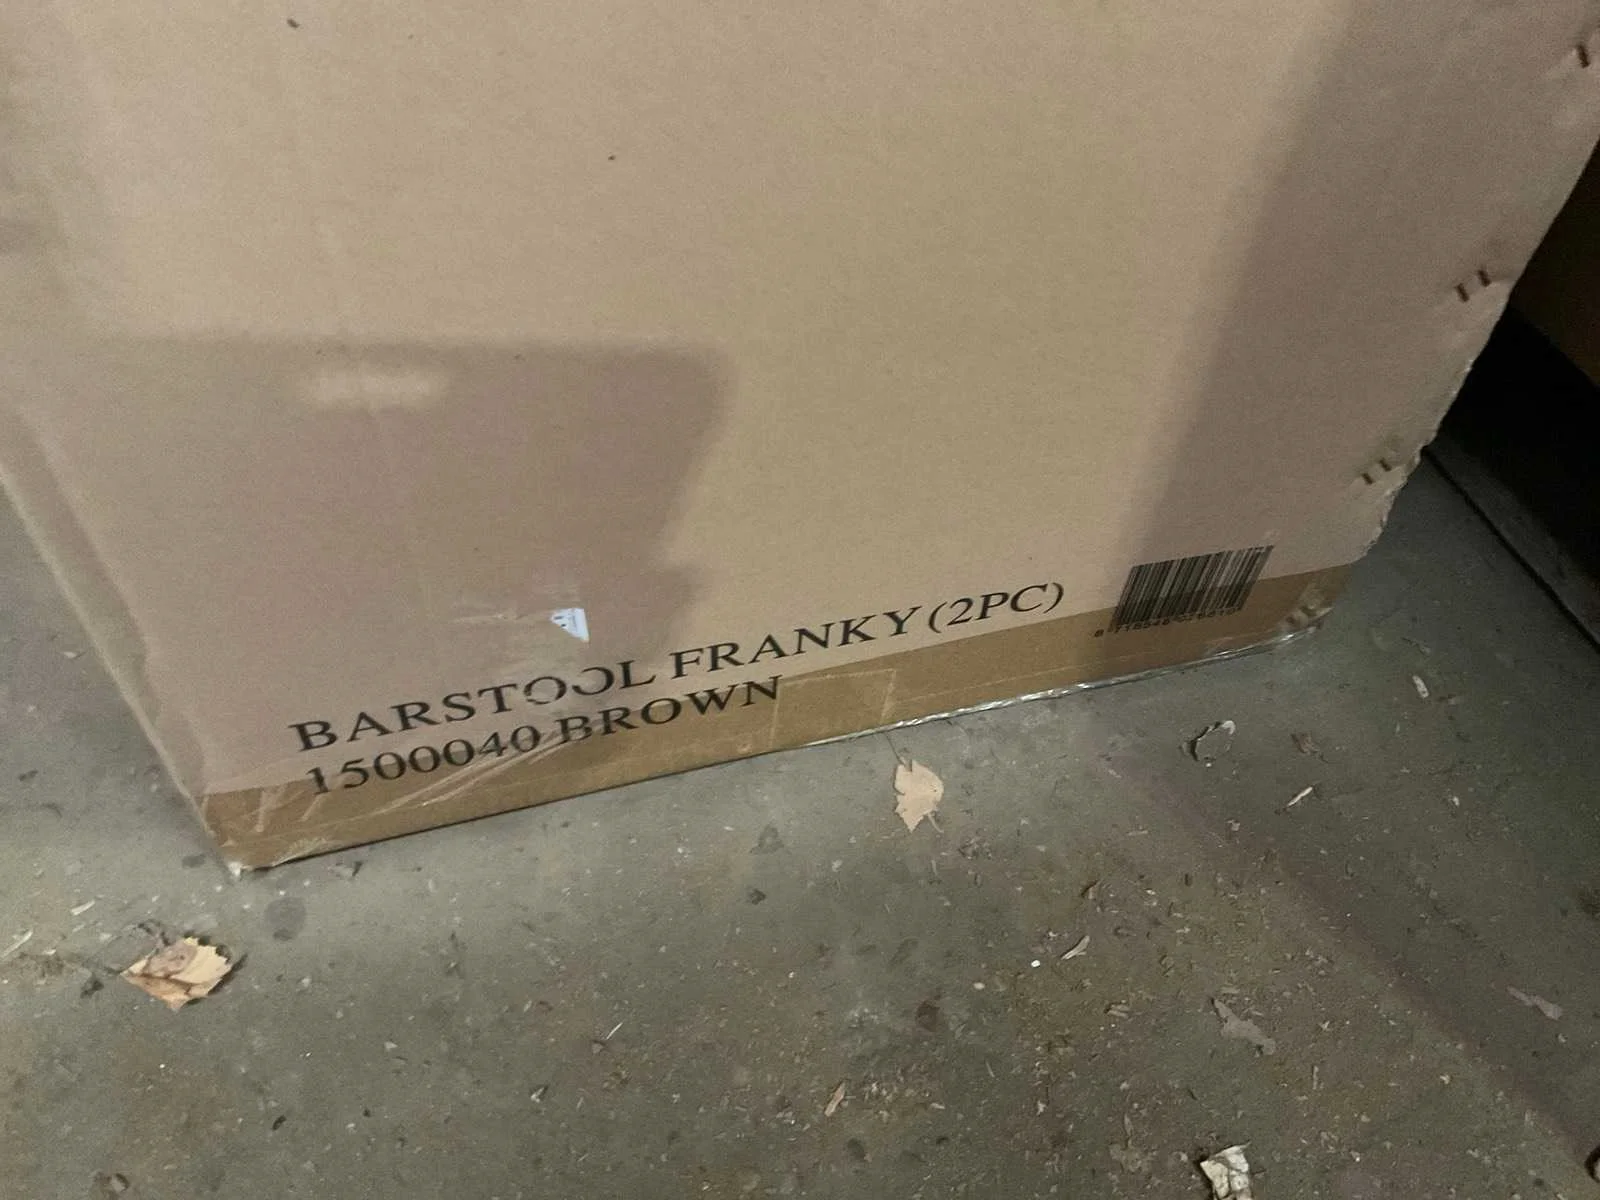 BARSTOOL FRANKY (2PC)
1500040 BROWN